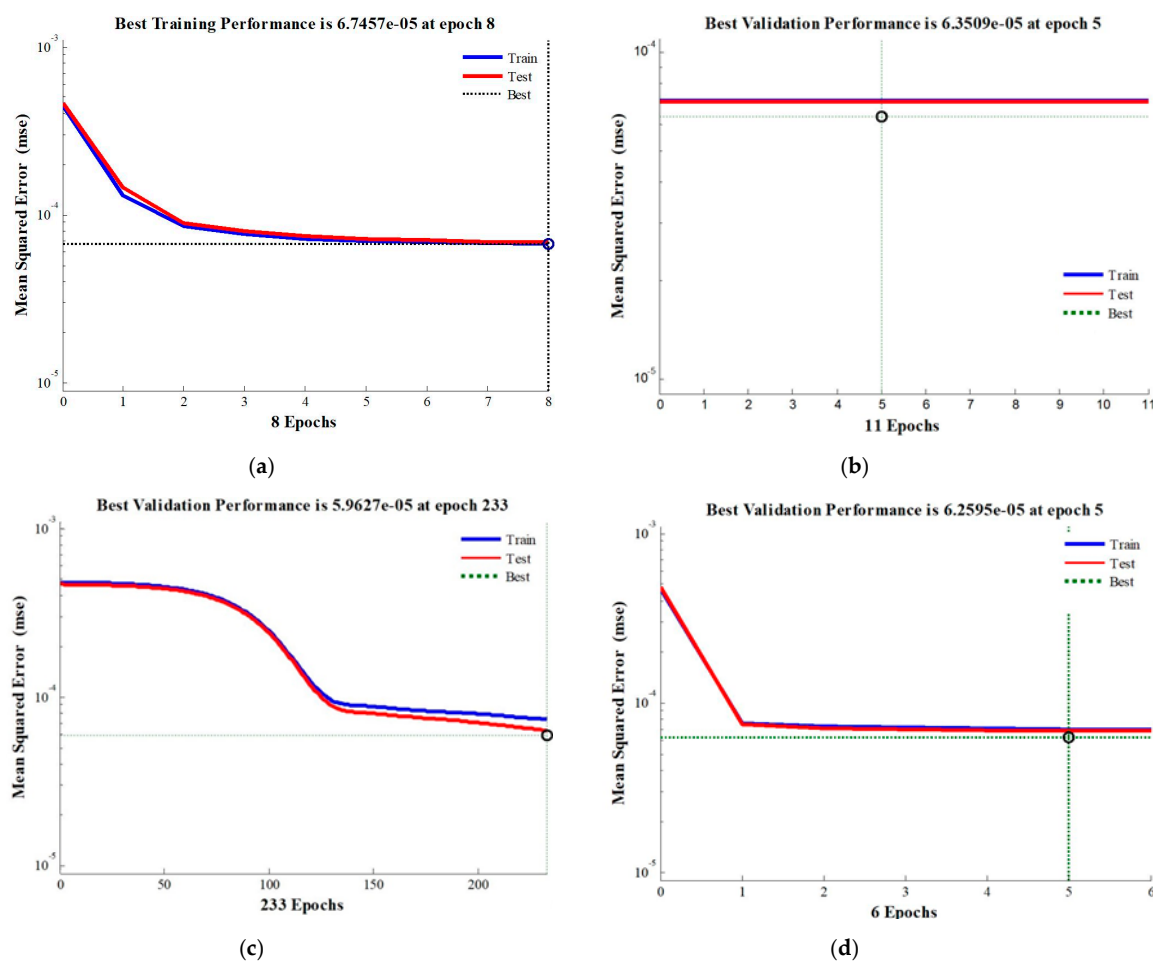 Best Training Performance is 6.7457e-05 at epoch 8
10⁻³
10⁻⁴
10⁻⁵
Mean Squared Error (mse)
Train
Test
Best
0 1 2 3 4 5 6 7 8
8 Epochs
(a)
Best Validation Performance is 6.3509e-05 at epoch 5
10⁻⁴
10⁻⁵
Mean Squared Error (mse)
Train
Test
Best
0 1 2 3 4 5 6 7 8 9 10 11
11 Epochs
(b)
Best Validation Performance is 5.9627e-05 at epoch 233
10⁻³
10⁻⁴
10⁻⁵
Mean Squared Error (mse)
Train
Test
Best
0 50 100 150 200
233 Epochs
(c)
Best Validation Performance is 6.2595e-05 at epoch 5
10⁻³
10⁻⁴
10⁻⁵
Mean Squared Error (mse)
Train
Test
Best
0 1 2 3 4 5 6
6 Epochs
(d)